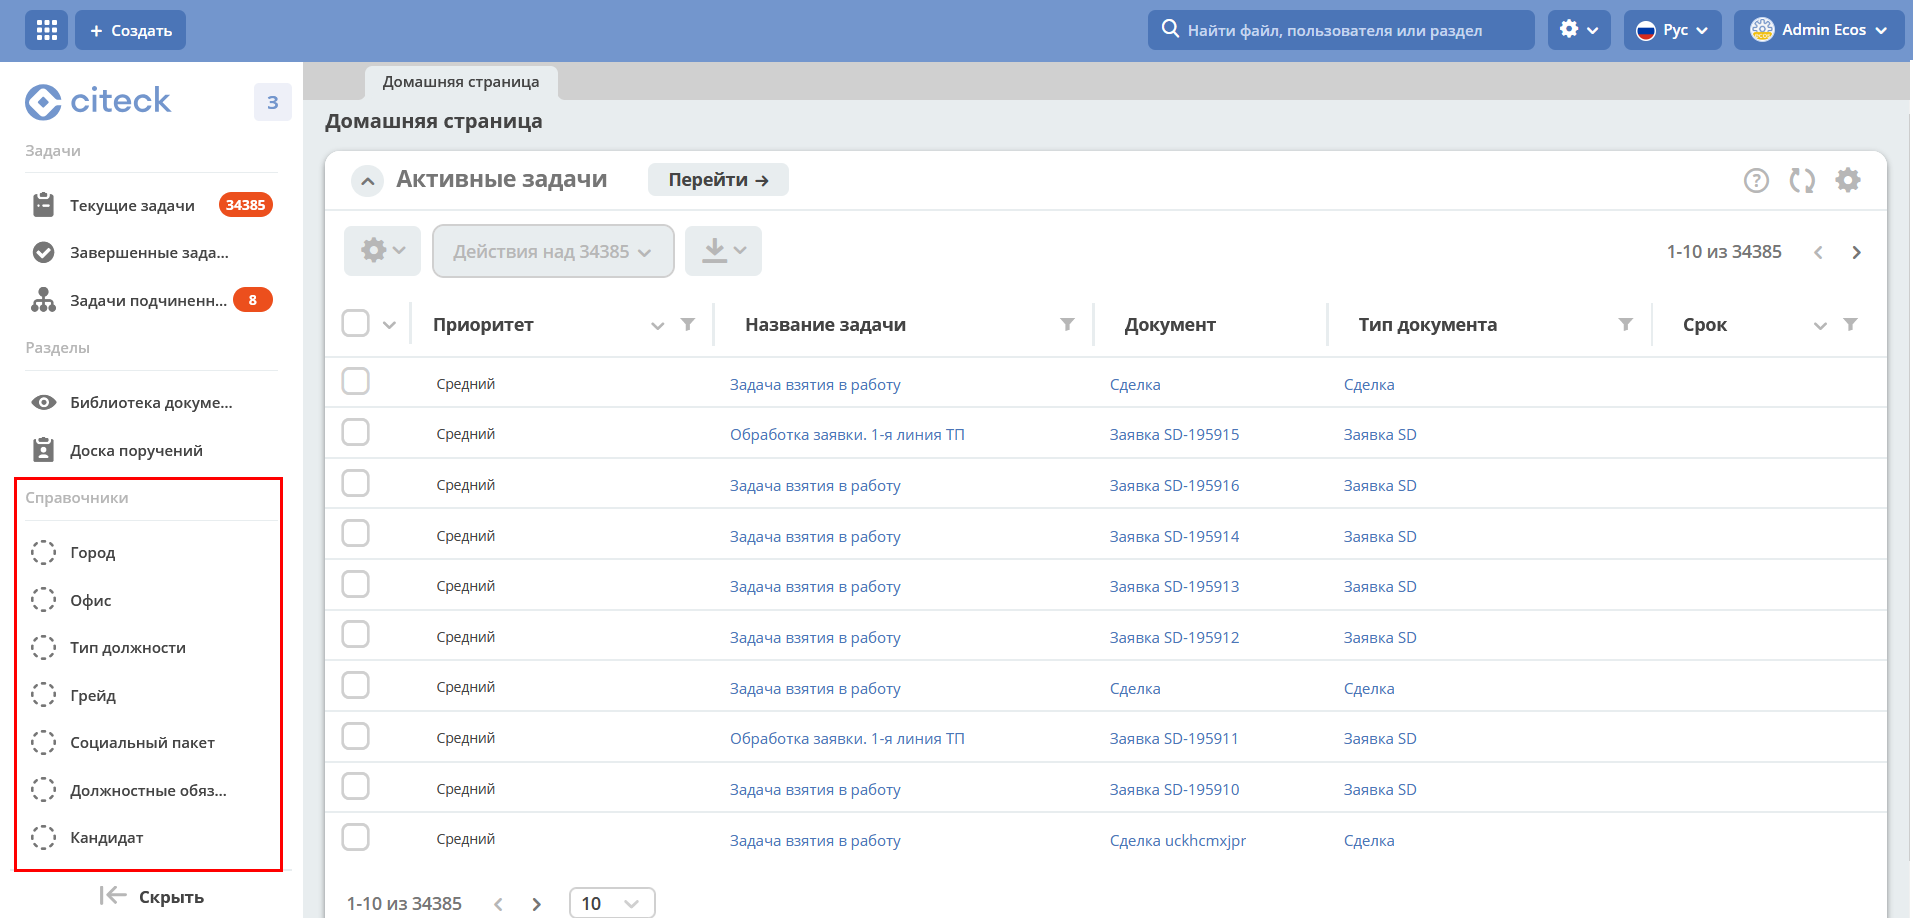 + Создать
Найти файл, пользователя или раздел
Рус
Admin Ecos
citeck
3
Задачи
Текущие задачи 34385
Завершенные зада...
Задачи подчиненн... 8
Разделы
Библиотека докуме...
Доска поручений
Справочники
Город
Офис
Тип должности
Грейд
Социальный пакет
Должностные обяз...
Кандидат
Скрыть
Домашняя страница
Домашняя страница
Активные задачи
Перейти →
Действия над 34385
1-10 из 34385
Приоритет Название задачи Документ Тип документа Срок
Средний Задача взятия в работу Сделка Сделка
Средний Обработка заявки. 1-я линия ТП Заявка SD-195915 Заявка SD
Средний Задача взятия в работу Заявка SD-195916 Заявка SD
Средний Задача взятия в работу Заявка SD-195914 Заявка SD
Средний Задача взятия в работу Заявка SD-195913 Заявка SD
Средний Задача взятия в работу Заявка SD-195912 Заявка SD
Средний Задача взятия в работу Сделка Сделка
Средний Обработка заявки. 1-я линия ТП Заявка SD-195911 Заявка SD
Средний Задача взятия в работу Заявка SD-195910 Заявка SD
Средний Задача взятия в работу Сделка uckhcmxjpr Сделка
1-10 из 34385
10